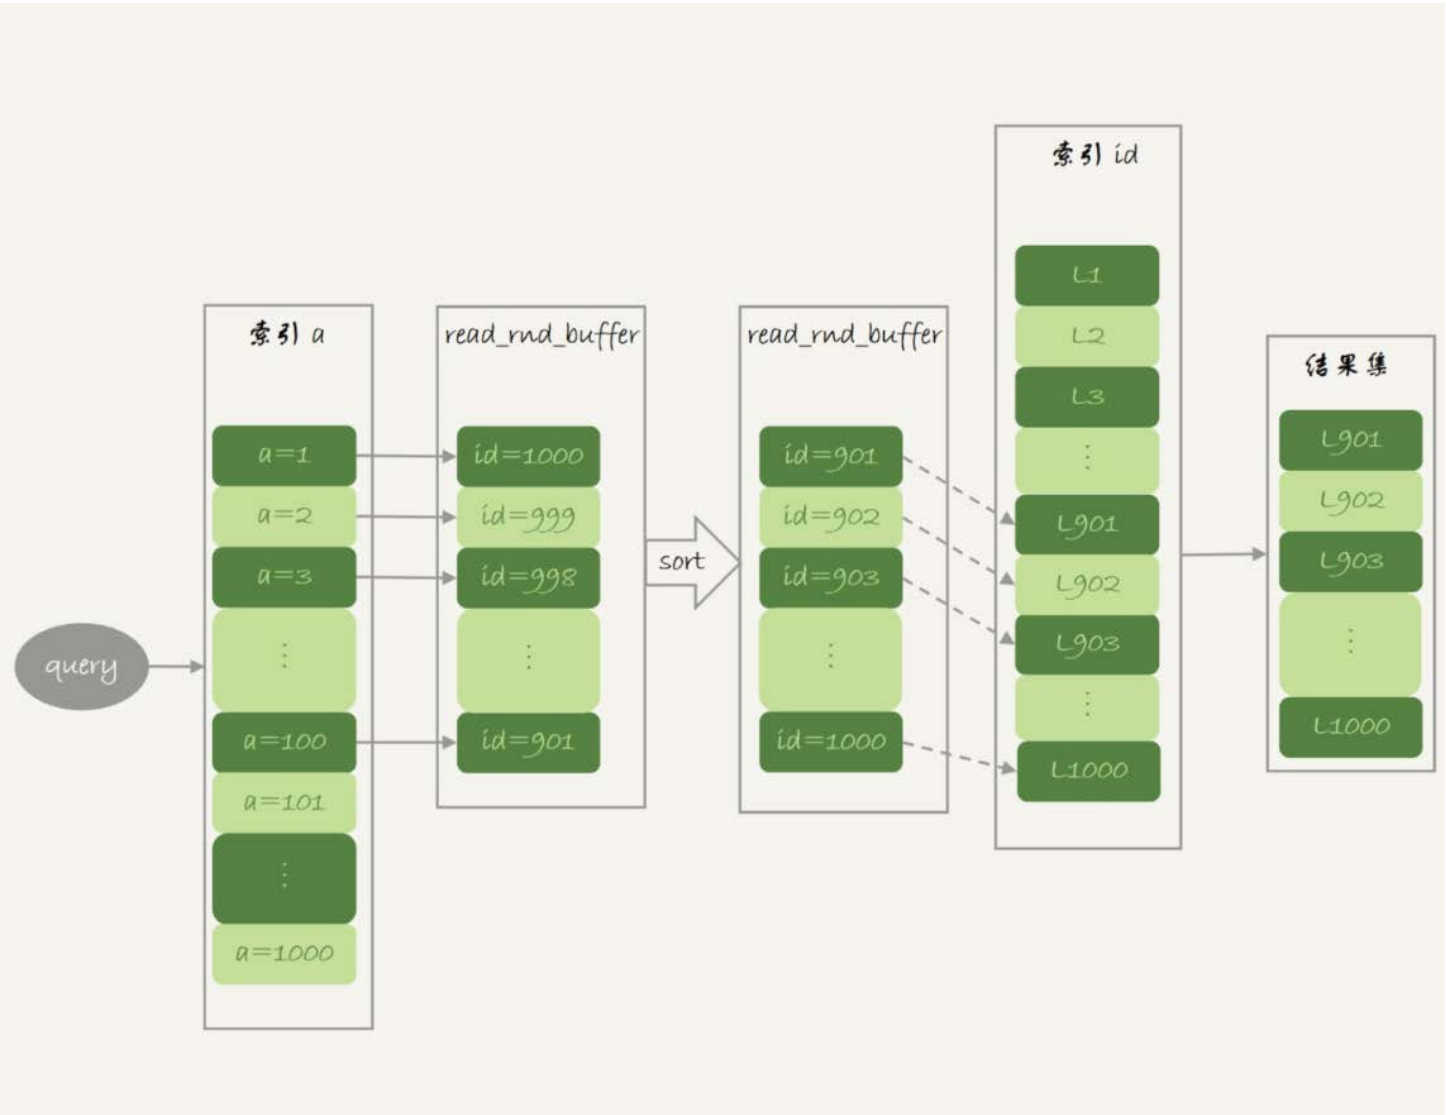 query
索引 a
a=1
a=2
a=3
⋮
a=100
a=101
⋮
a=1000
read_rnd_buffer
id=1000
id=999
id=998
⋮
id=901
sort
read_rnd_buffer
id=901
id=902
id=903
⋮
id=1000
索引 id
L1
L2
L3
⋮
L901
L902
L903
⋮
L1000
结果集
L901
L902
L903
⋮
L1000